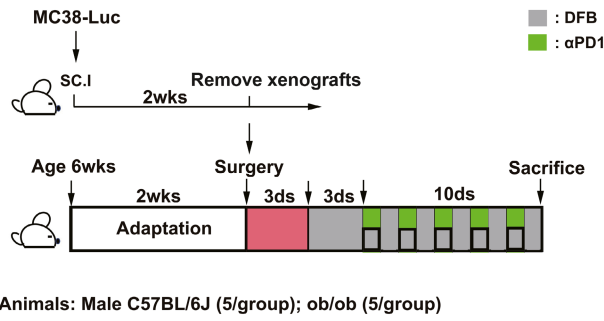 MC38-Luc
: DFB
: αPD1
SC.I
Remove xenografts
2wks
Age 6wks
Surgery
Sacrifice
2wks
3ds
3ds
10ds
Adaptation
Animals: Male C57BL/6J (5/group); ob/ob (5/group)